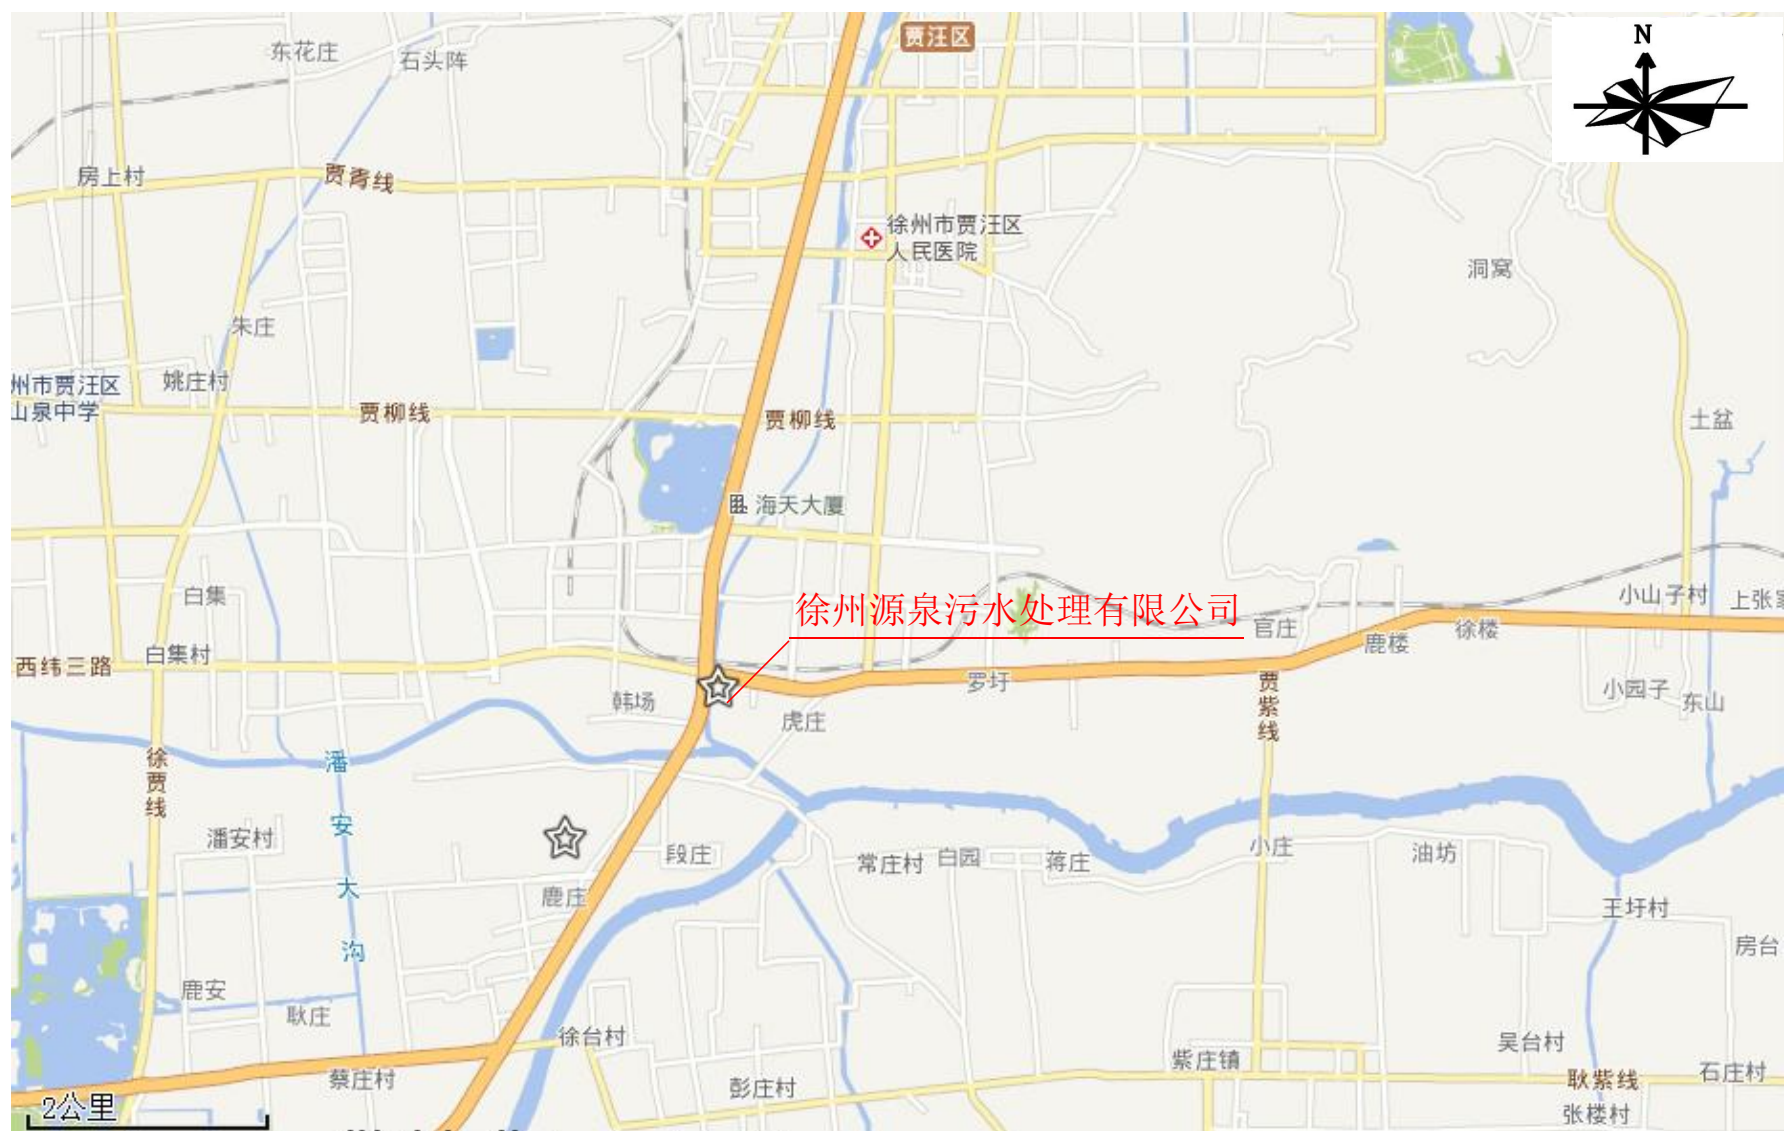 贾汪区
N
东花庄
石头阵
房上村
贾青线
徐州市贾汪区
人民医院
洞窝
朱庄
州市贾汪区
山泉中学
姚庄村
贾柳线
贾柳线
土盆
海天大厦
白集
徐州源泉污水处理有限公司
小山子村
上张家
官庄
鹿楼
徐楼
白集村
西纬三路
韩场
虎庄
罗圩
贾紫线
小园子
东山
徐贾线
潘安大沟
潘安村
段庄
常庄村
白园
蒋庄
小庄
油坊
鹿庄
王圩村
房台
鹿安
耿庄
徐台村
吴台村
紫庄镇
蔡庄村
彭庄村
耿紫线
石庄村
张楼村
2公里